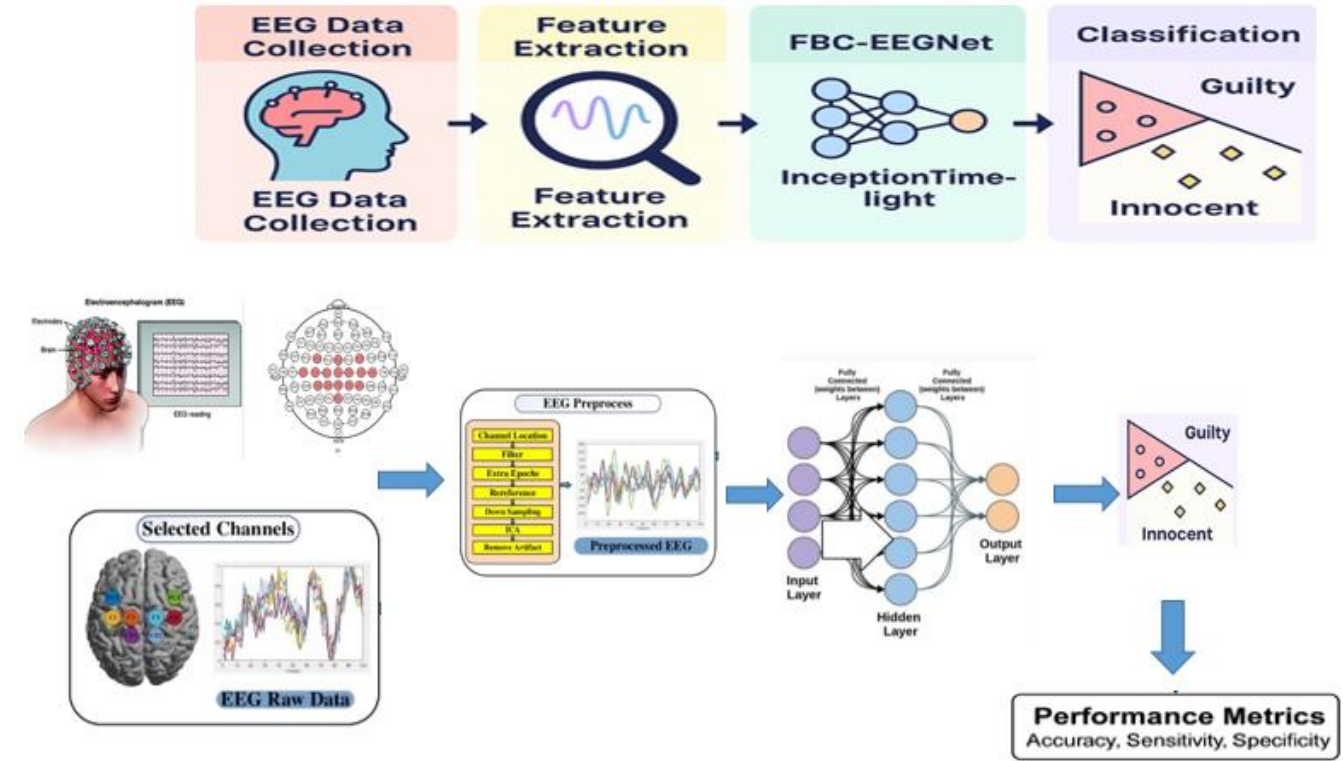 EEG Data
Collection
EEG Data
Collection
Feature
Extraction
Feature
Extraction
FBC-EEGNet
InceptionTime-
light
Classification
Guilty
Innocent
Electroencephalogram (EEG)
Electrodes
Brain
EEG reading
Selected Channels
EEG Raw Data
EEG Preprocess
Channel Location
Filter
Extra Epochs
Rereference
Down Sampling
ICA
Remove Artifact
Preprocessed EEG
Fully
Connected
(weights between)
Layers
Fully
Connected
(weights between)
Layers
Input
Layer
Hidden
Layer
Output
Layer
Guilty
Innocent
Performance Metrics
Accuracy, Sensitivity, Specificity